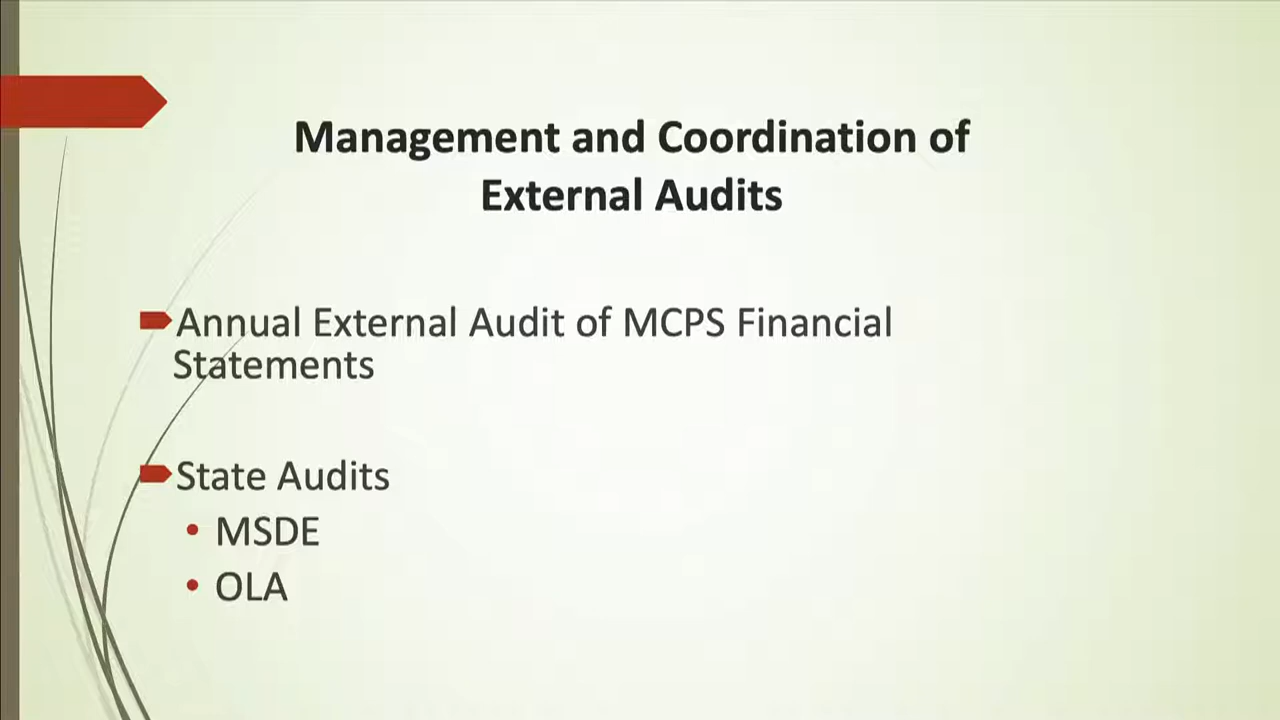 Management and Coordination of
External Audits
Annual External Audit of MCPS Financial
Statements
State Audits
• MSDE
• OLA